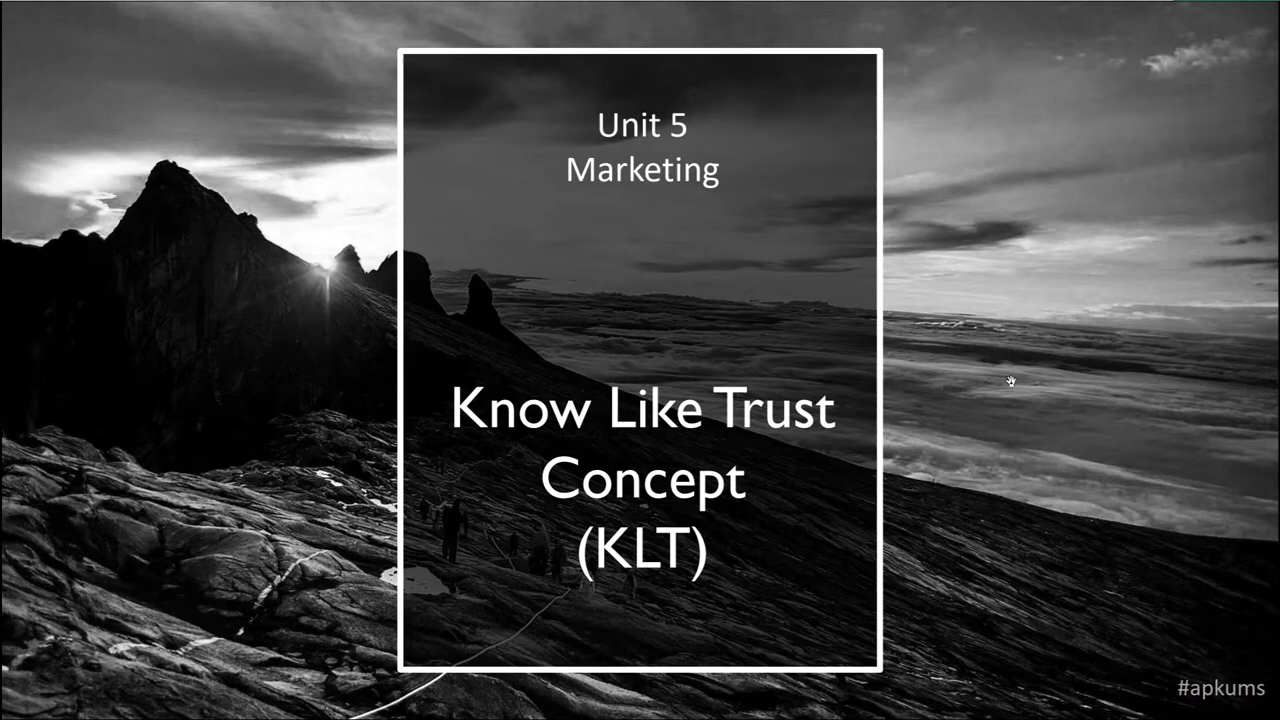 Unit 5
Marketing
Know Like Trust
Concept
(KLT)
#apkums